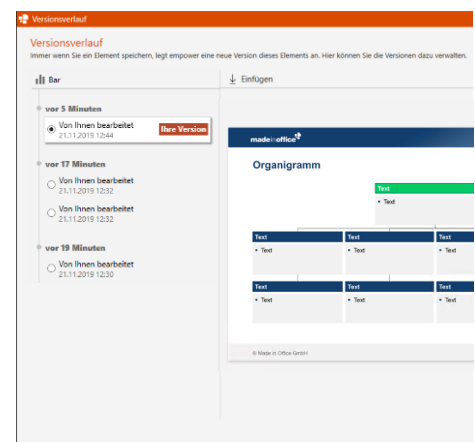 Versionsverlauf
Versionsverlauf
Immer wenn Sie ein Element speichern, legt empower eine neue Version dieses Elements an. Hier können Sie die Versionen dazu verwalten.
Bar
Einfügen
vor 5 Minuten
Von Ihnen bearbeitet
Ihre Version
21.11.2019 12:44
vor 17 Minuten
Von Ihnen bearbeitet
21.11.2019 12:32
Von Ihnen bearbeitet
21.11.2019 12:32
vor 19 Minuten
Von Ihnen bearbeitet
21.11.2019 12:30
madeinoffice
Organigramm
Text
• Text
Text Text Text
• Text • Text • Text
Text Text Text
• Text • Text • Text
© Made in Office GmbH